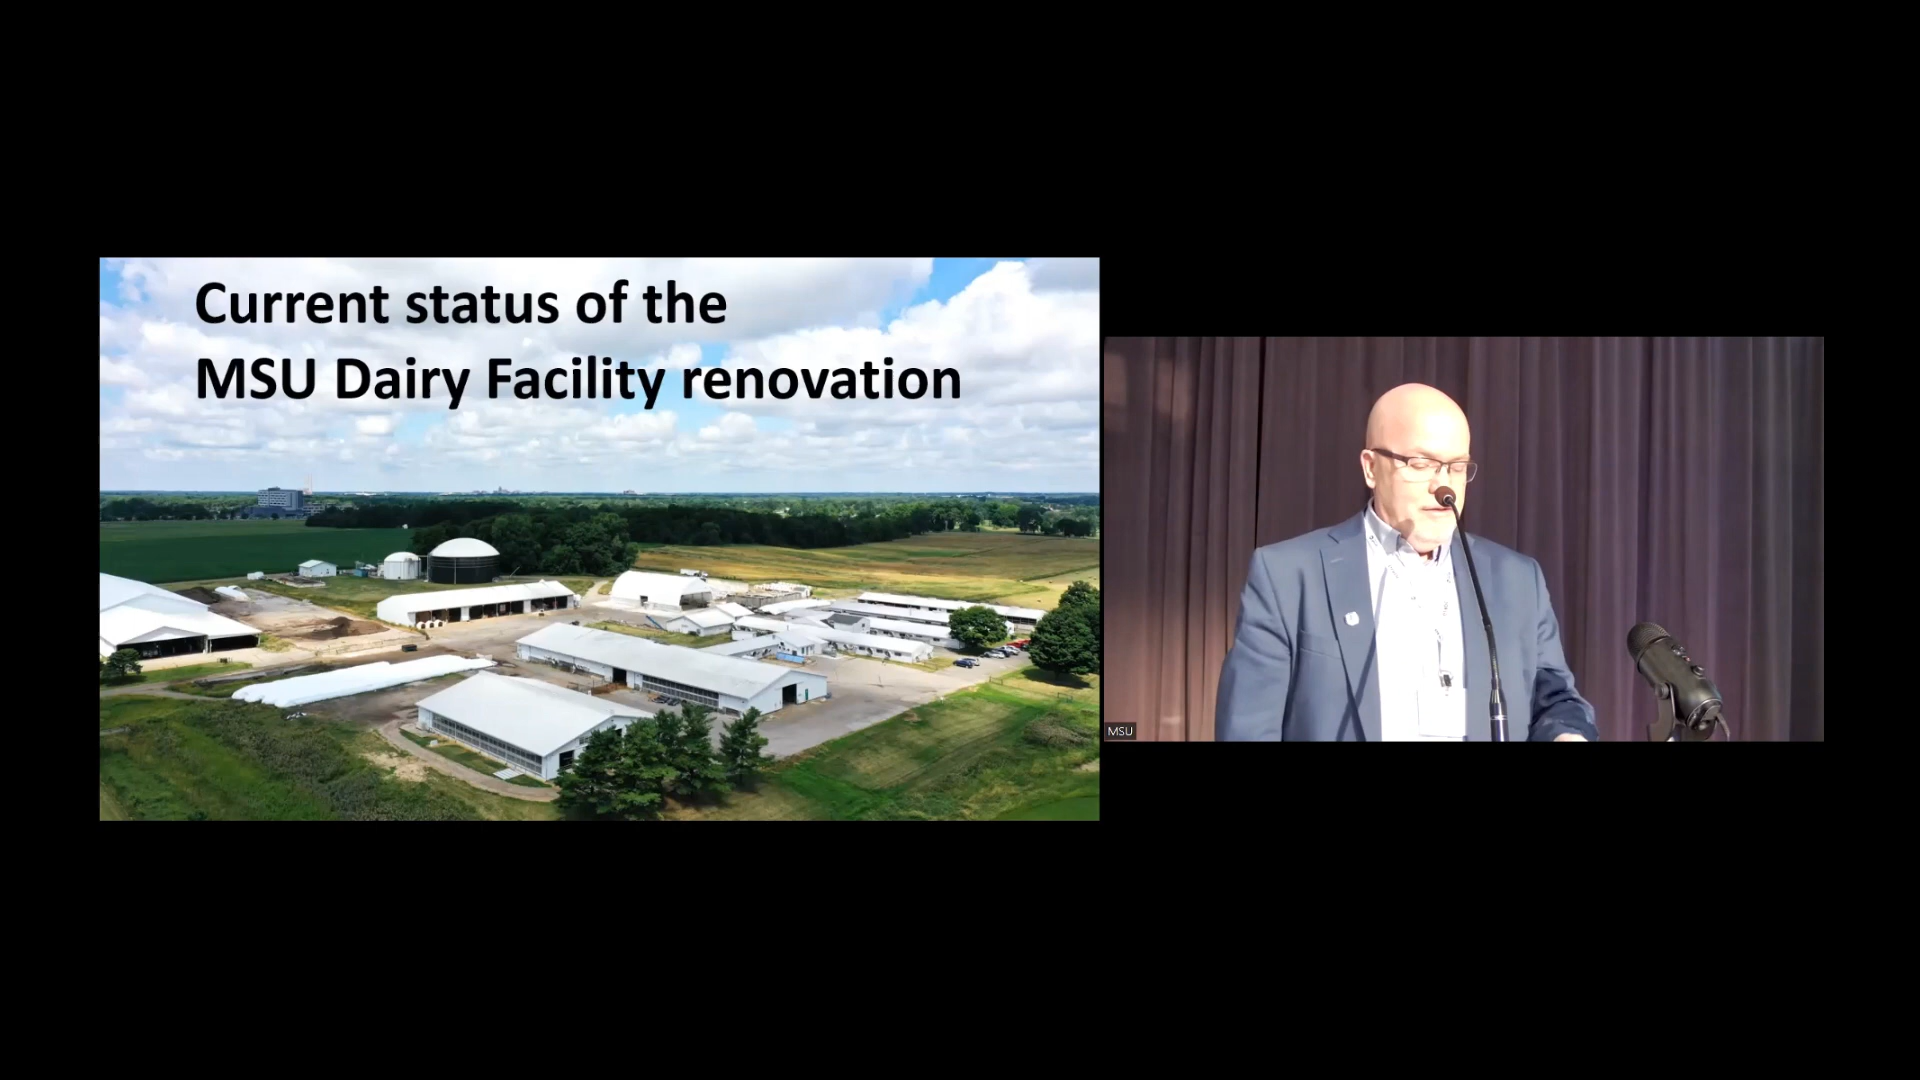 Current status of the
MSU Dairy Facility renovation
MSU